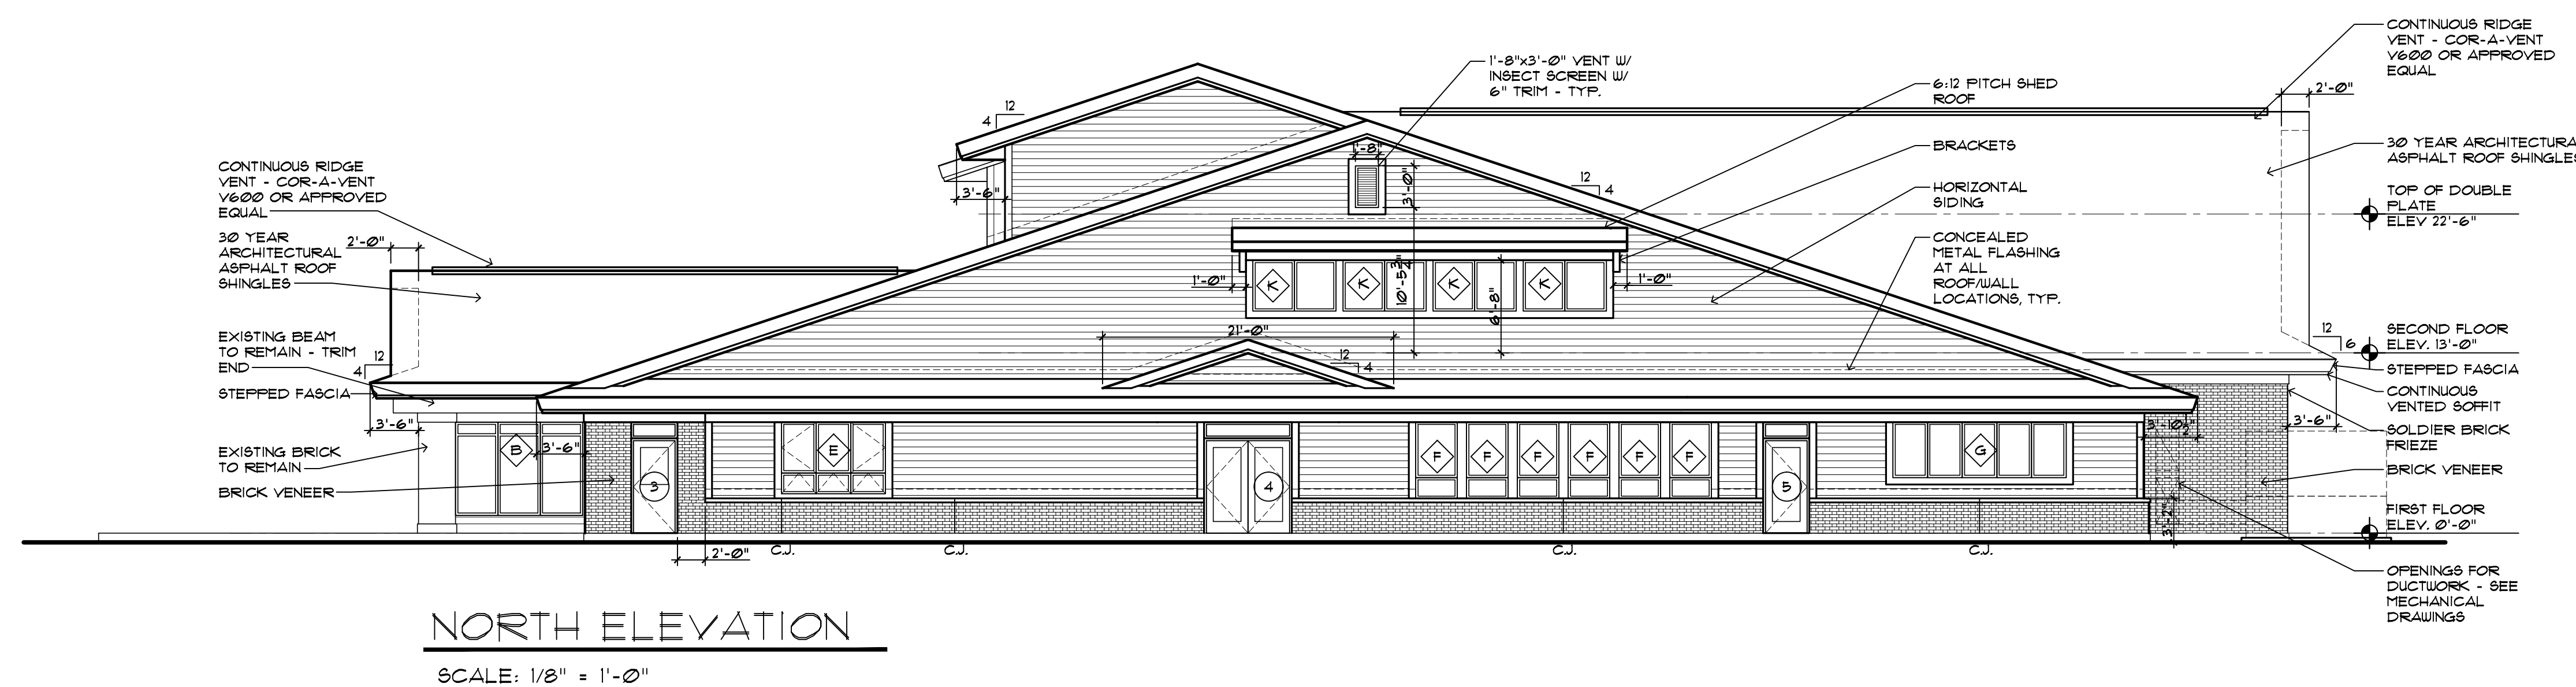 CONTINUOUS RIDGE
VENT - COR-A-VENT
V600 OR APPROVED
EQUAL
30 YEAR
ARCHITECTURAL
ASPHALT ROOF
SHINGLES
2'-0"
EXISTING BEAM
TO REMAIN - TRIM
END
12
4
STEPPED FASCIA
3'-6"
EXISTING BRICK
TO REMAIN
BRICK VENEER
B
3'-6"
3
2'-0"
E
C.J.
C.J.
12
4
3'-6"
1'-8"x3'-0" VENT W/
INSECT SCREEN W/
6" TRIM - TYP.
'-8"
3'-0"
12
4
1'-0"
K
K
K
K
1'-0"
10'-5 3/4"
6'-8"
21'-0"
12
4
4
F
F
F
F
F
F
C.J.
5
G
C.J.
6:12 PITCH SHED
ROOF
BRACKETS
HORIZONTAL
SIDING
CONCEALED
METAL FLASHING
AT ALL
ROOF/WALL
LOCATIONS, TYP.
3'-10 1/2"
3'-2"
CONTINUOUS RIDGE
VENT - COR-A-VENT
V600 OR APPROVED
EQUAL
2'-0"
30 YEAR ARCHITECTURA
ASPHALT ROOF SHINGLES
TOP OF DOUBLE
PLATE
ELEV 22'-6"
12
6
SECOND FLOOR
ELEV. 13'-0"
STEPPED FASCIA
CONTINUOUS
VENTED SOFFIT
3'-6"
SOLDIER BRICK
FRIEZE
BRICK VENEER
FIRST FLOOR
ELEV. 0'-0"
OPENINGS FOR
DUCTWORK - SEE
MECHANICAL
DRAWINGS
NORTH ELEVATION
SCALE: 1/8" = 1'-0"